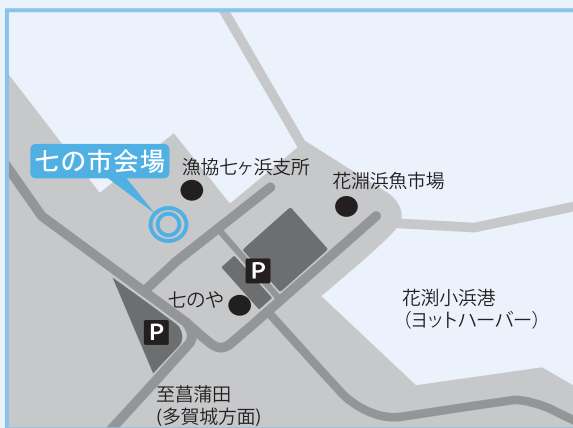 七の市会場
漁協七ヶ浜支所
花淵浜魚市場
P
七のや
P
花渕小浜港
（ヨットハーバー）
至菖蒲田
(多賀城方面)